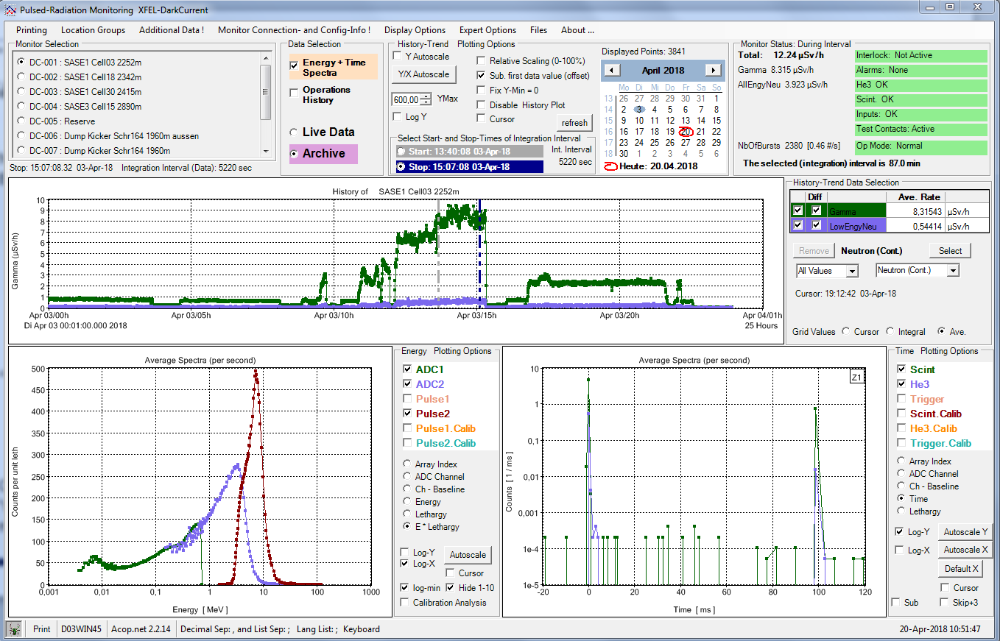 Pulsed-Radiation Monitoring XFEL-DarkCurrent
Printing Location Groups Additional Data ! Monitor Connection- and Config-Info ! Display Options Expert Options Files About ...
Monitor Selection
DC-001 : SASE1 Cell03 2252m
DC-002 : SASE1 Cell18 2342m
DC-003 : SASE1 Cell30 2415m
DC-004 : SASE3 Cell15 2890m
DC-005 : Reserve
DC-006 : Dump Kicker Schr164 1960m aussen
DC-007 : Dump Kicker Schr164 1960m
Stop: 15:07:08.32 03-Apr-18 Integration Interval (Data): 5220 sec
Data Selection
Energy + Time
Spectra
Operations
History
Live Data
Archive
History-Trend Plotting Options
Y Autoscale
Y/X Autoscale
600,00 YMax
Log Y
Relative Scaling (0-100%)
Sub. first data value (offset)
Fix Y-Min = 0
Disable History Plot
Cursor
refresh
Select Start- and Stop-Times of Integration Interval
Start: 13:40:08 03-Apr-18
Stop: 15:07:08 03-Apr-18
Int. Interval
5220 sec
Displayed Points: 3841
April 2018
Mo Di Mi Do Fr Sa So
13 26 27 28 29 30 31 1
14 2 3 4 5 6 7 8
15 9 10 11 12 13 14 15
16 16 17 18 19 20 21 22
17 23 24 25 26 27 28 29
18 30 1 2 3 4 5 6
Heute: 20.04.2018
Monitor Status: During Interval
Total: 12.24 µSv/h
Gamma 8.315 µSv/h
AllEngyNeu 3.923 µSv/h
NbOfBursts 2380 [0.46 #/s]
Interlock: Not Active
Alarms: None
He3 OK
Scint. OK
Inputs: OK
Test Contacts: Active
Op Mode: Normal
The selected (integration) interval is 87.0 min
History of SASE1 Cell03 2252m
Gamma (µSv/h)
10
9
8
7
6
5
4
3
2
1
0
Apr 03/00h Apr 03/05h Apr 03/10h Apr 03/15h Apr 03/20h Apr 04/01h
Di Apr 03 00:01:00.000 2018 25 Hours
History-Trend Data Selection
Diff Ave. Rate
Gamma 8,31543 µSv/h
LowEngyNeu 0,54414 µSv/h
Remove Neutron (Cont.) Select
All Values Neutron (Cont.)
Cursor: 19:12:42 03-Apr-18
Grid Values Cursor Integral Ave.
Average Spectra (per second)
Counts per unit leth
500
450
400
350
300
250
200
150
100
50
0
0,001 0,01 0,1 1 10 100 1000
Energy [ MeV ]
Energy Plotting Options
ADC1
ADC2
Pulse1
Pulse2
Pulse1.Calib
Pulse2.Calib
Array Index
ADC Channel
Ch - Baseline
Energy
Lethargy
E * Lethargy
Log-Y
Log-X
Autoscale
Cursor
log-min Hide 1-10
Calibration Analysis
Average Spectra (per second)
Z1
Counts [ 1 / ms ]
10
1
0,1
0,01
0,001
1e-4
1e-5
-20 0 20 40 60 80 100 120
Time [ ms ]
Time Plotting Options
Scint
He3
Trigger
Scint.Calib
He3.Calib
Trigger.Calib
Array Index
ADC Channel
Ch - Baseline
Time
Lethargy
Log-Y Autoscale Y
Log-X Autoscale X
Default X
Cursor
Sub Skip+3
Print D03WIN45 Acop.net 2.2.14 Decimal Sep: , and List Sep: ; Lang List: ; Keyboard 20-Apr-2018 10:51:47